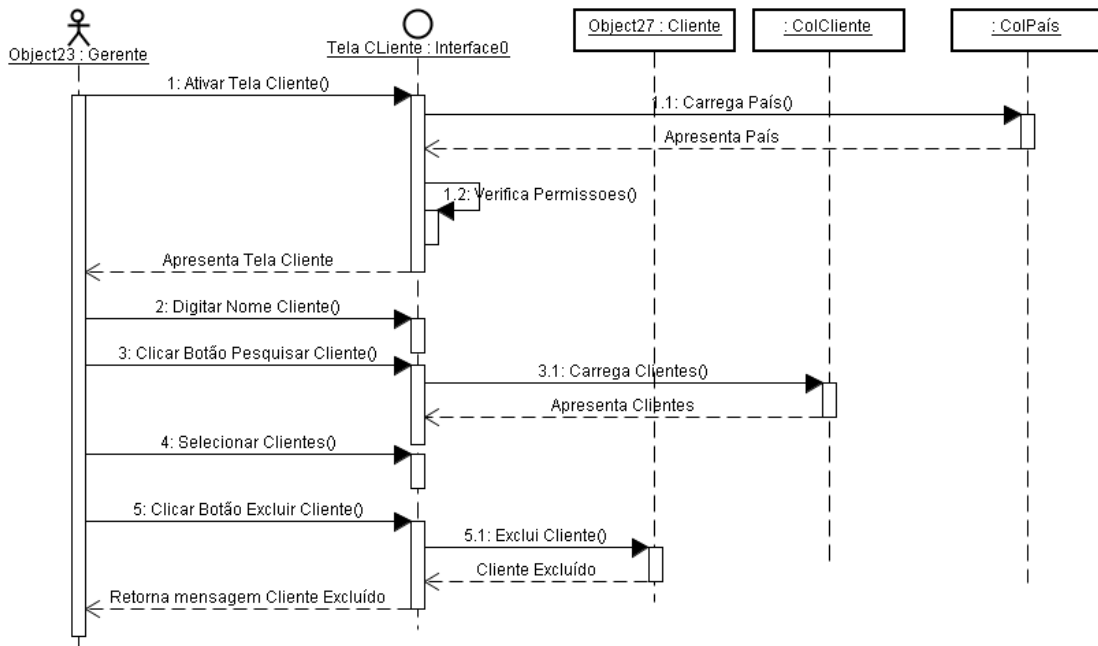 Object23 : Gerente
Tela CLiente : Interface0
Object27 : Cliente
: ColCliente
: ColPaís
1: Ativar Tela Cliente()
1.1: Carrega País()
Apresenta País
1.2: Verifica Permissoes()
Apresenta Tela Cliente
2: Digitar Nome Cliente()
3: Clicar Botão Pesquisar Cliente()
3.1: Carrega Clientes()
Apresenta Clientes
4: Selecionar Clientes()
5: Clicar Botão Excluir Cliente()
5.1: Exclui Cliente()
Cliente Excluído
Retorna mensagem Cliente Excluído